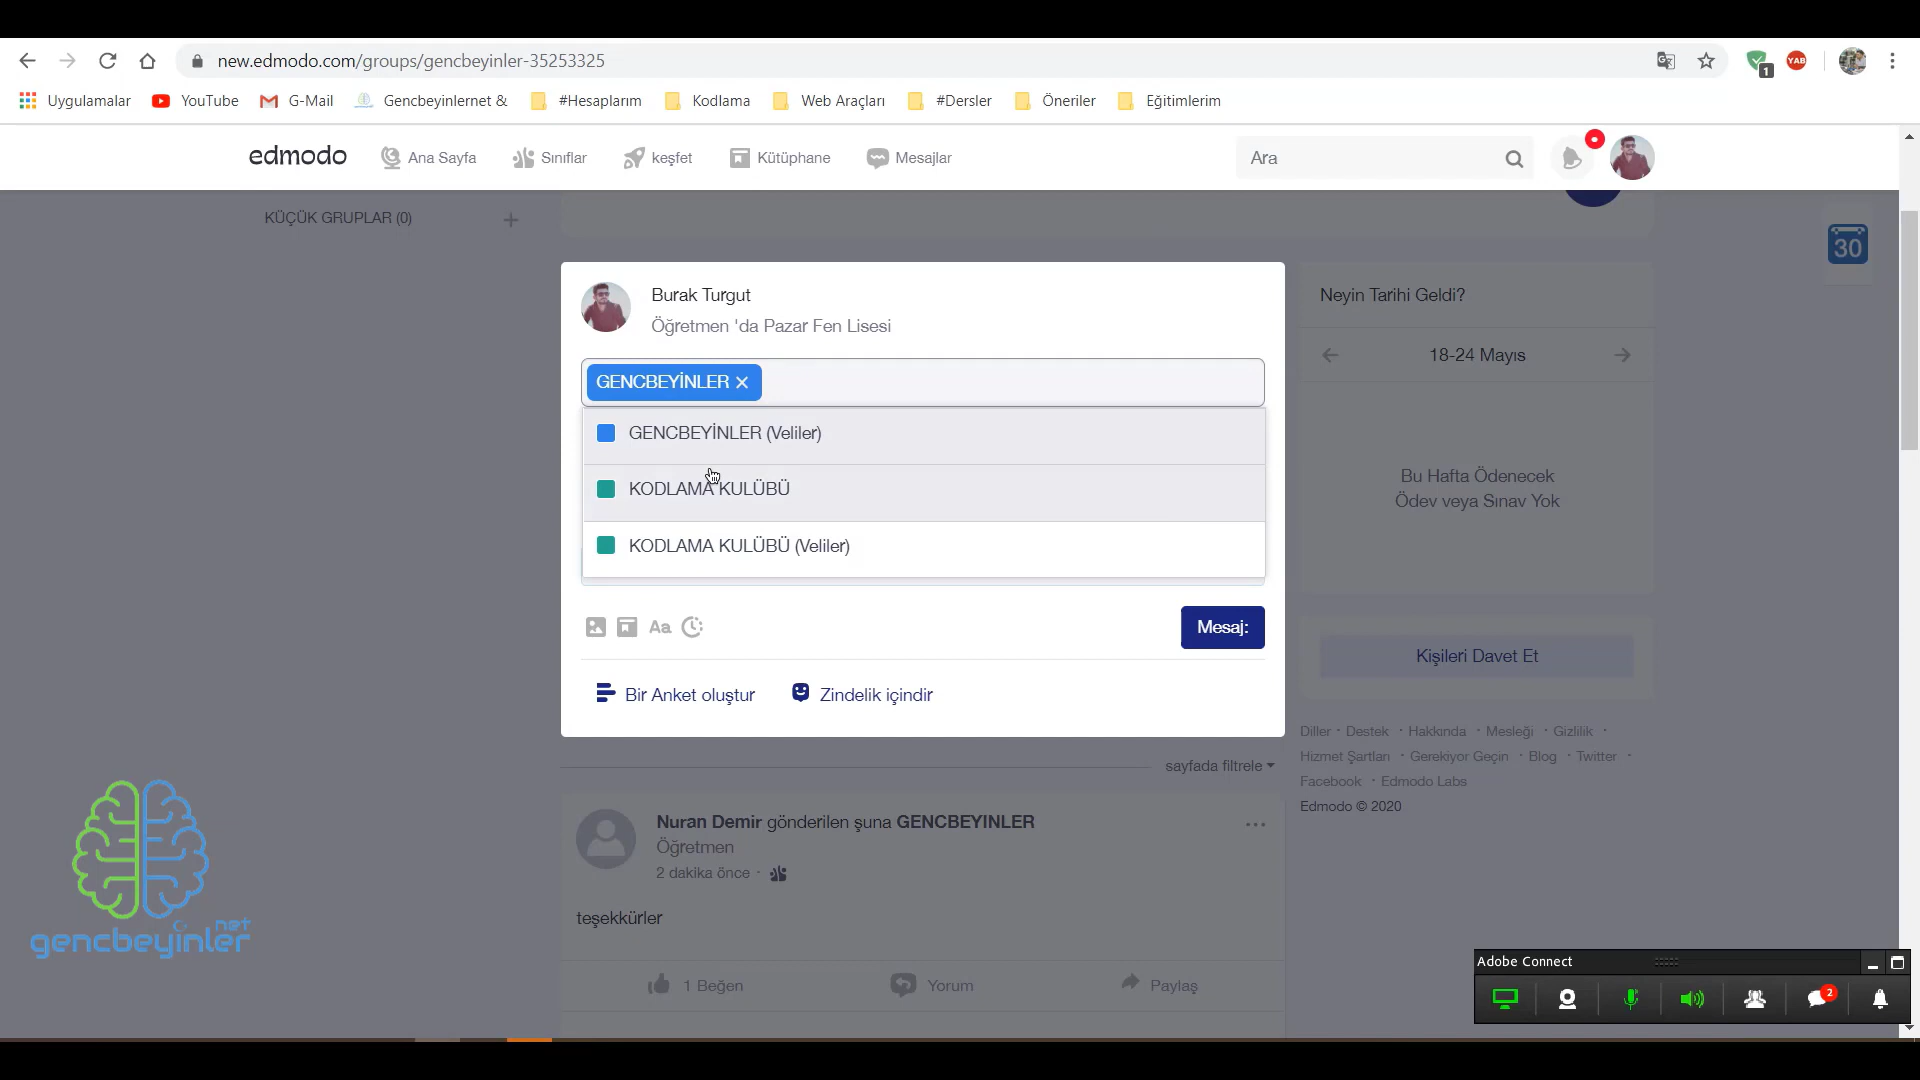 new.edmodo.com/groups/gencbeyinler-35253325
1
YAB
Uygulamalar YouTube G-Mail Gencbeyinlernet & #Hesaplarım Kodlama Web Araçları #Dersler Öneriler Eğitimlerim
edmodo Ana Sayfa Sınıflar keşfet Kütüphane Mesajlar Ara
KÜÜÇÜK GRUPLAR (0)
30
Burak Turgut
Öğretmen 'da Pazar Fen Lisesi
GENCBEYİNLER
GENCBEYİNLER (Veliler)
KODLAMA KULÜBÜ
KODLAMA KULÜBÜ (Veliler)
Aa
Mesaj:
Bir Anket oluştur Zindelik içindir
Neyin Tarihi Geldi?
18-24 Mayıs
Bu Hafta Ödenecek
Ödev veya Sınav Yok
Kişileri Davet Et
Diller · Destek · Hakkında · Mesleği · Gizlilik ·
Hizmet Şartları · Gerekiyor Geçin · Blog · Twitter ·
Facebook · Edmodo Labs
Edmodo © 2020
sayfada filtrele
Nuran Demir gönderilen şuna GENCBEYINLER
Öğretmen
2 dakika önce ·
teşekkürler
1 Beğen Yorum Paylaş
gencbeyinler net
Adobe Connect
2